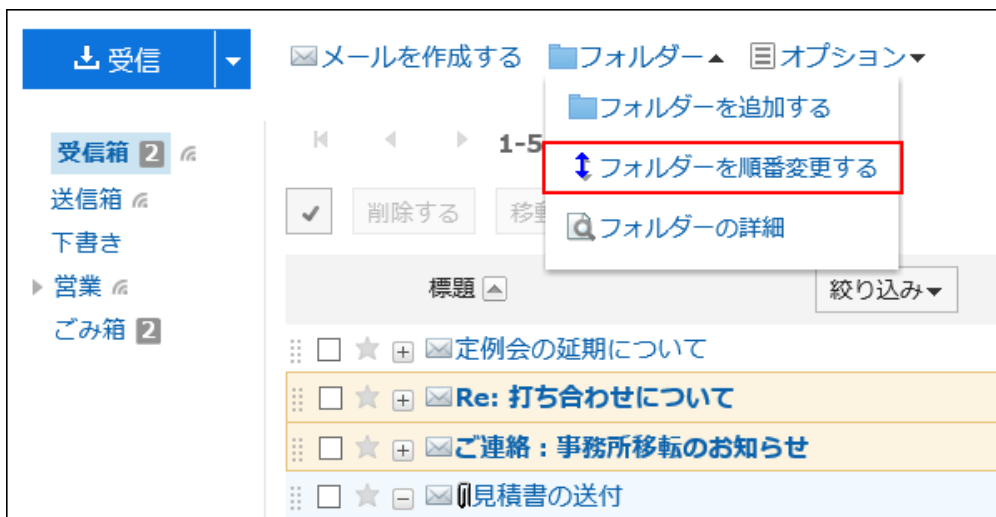 受信 メールを作成する フォルダー オプション
フォルダーを追加する
受信箱 2 1-5 フォルダーを順番変更する
送信箱 削除する フォルダーの詳細
下書き
営業 標題 絞り込み
ごみ箱 2
定例会の延期について
Re: 打ち合わせについて
ご連絡：事務所移転のお知らせ
見積書の送付